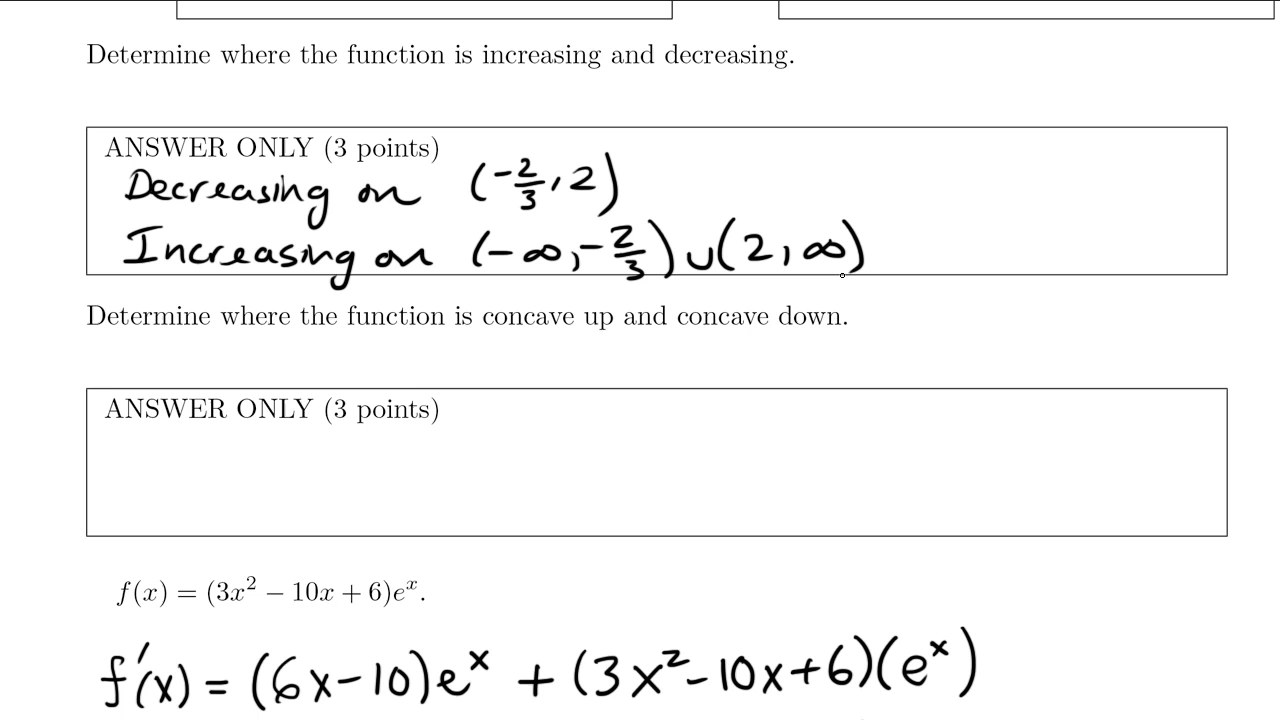 Determine where the function is increasing and decreasing.
ANSWER ONLY (3 points)
Decreasing on (-2/3, 2)
Increasing on (-∞, -2/3) ∪ (2, ∞)
Determine where the function is concave up and concave down.
ANSWER ONLY (3 points)
f(x) = (3x² − 10x + 6)eˣ.
f'(x) = (6x-10)eˣ + (3x²-10x+6)(eˣ)